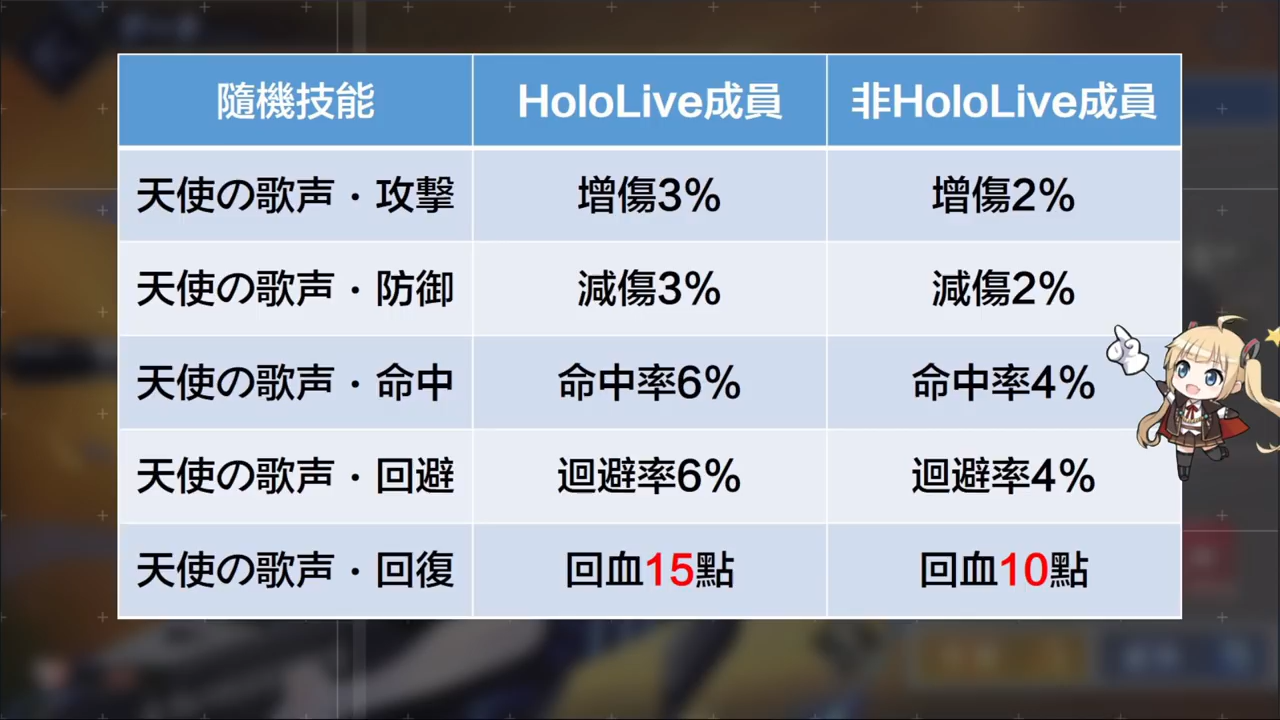 隨機技能 HoloLive成員 非HoloLive成員
天使の歌声・攻撃 增傷3% 增傷2%
天使の歌声・防御 減傷3% 減傷2%
天使の歌声・命中 命中率6% 命中率4%
天使の歌声・回避 迴避率6% 迴避率4%
天使の歌声・回復 回血15點 回血10點